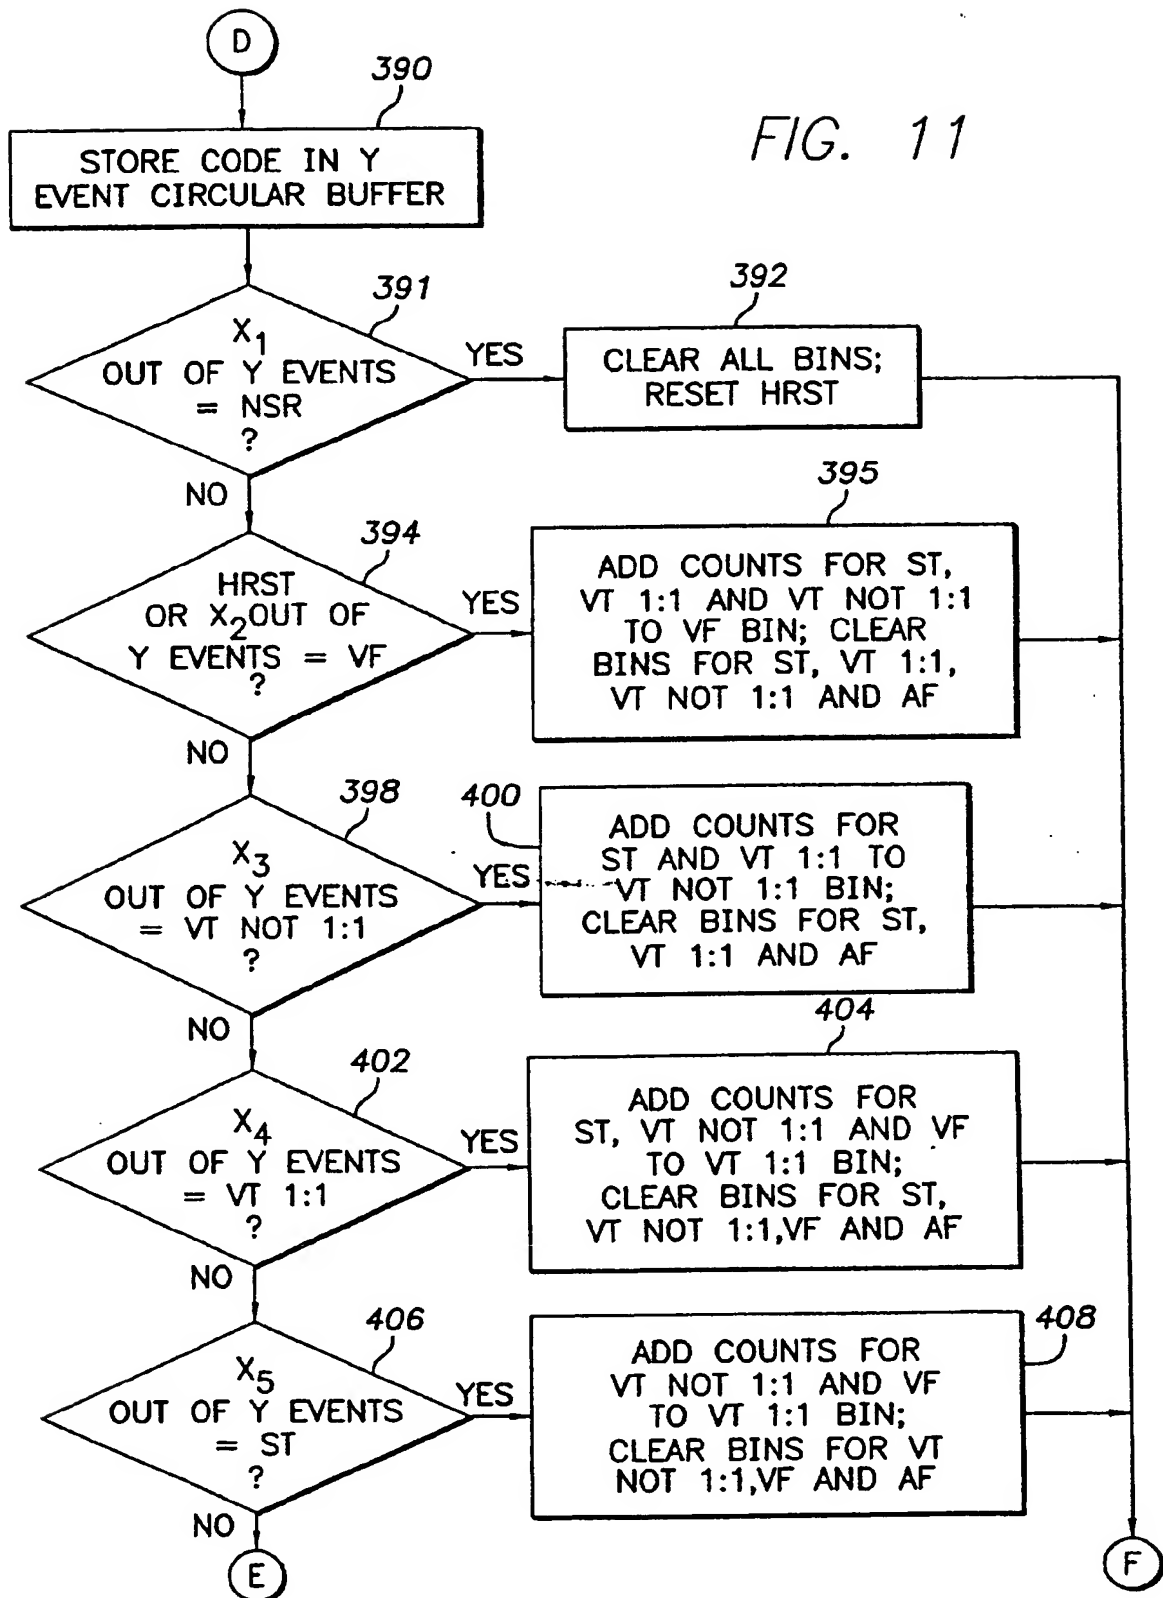 D
390
FIG. 11
STORE CODE IN Y
EVENT CIRCULAR BUFFER
391
X1
OUT OF Y EVENTS
= NSR
?
YES
NO
392
CLEAR ALL BINS;
RESET HRST
394
HRST
OR X2 OUT OF
Y EVENTS = VF
?
YES
NO
395
ADD COUNTS FOR ST,
VT 1:1 AND VT NOT 1:1
TO VF BIN; CLEAR
BINS FOR ST, VT 1:1,
VT NOT 1:1 AND AF
398
X3
OUT OF Y EVENTS
= VT NOT 1:1
?
YES
NO
400
ADD COUNTS FOR
ST AND VT 1:1 TO
VT NOT 1:1 BIN;
CLEAR BINS FOR ST,
VT 1:1 AND AF
402
X4
OUT OF Y EVENTS
= VT 1:1
?
YES
NO
404
ADD COUNTS FOR
ST, VT NOT 1:1 AND VF
TO VT 1:1 BIN;
CLEAR BINS FOR ST,
VT NOT 1:1,VF AND AF
406
X5
OUT OF Y EVENTS
= ST
?
YES
NO
408
ADD COUNTS FOR
VT NOT 1:1 AND VF
TO VT 1:1 BIN;
CLEAR BINS FOR VT
NOT 1:1,VF AND AF
E
F